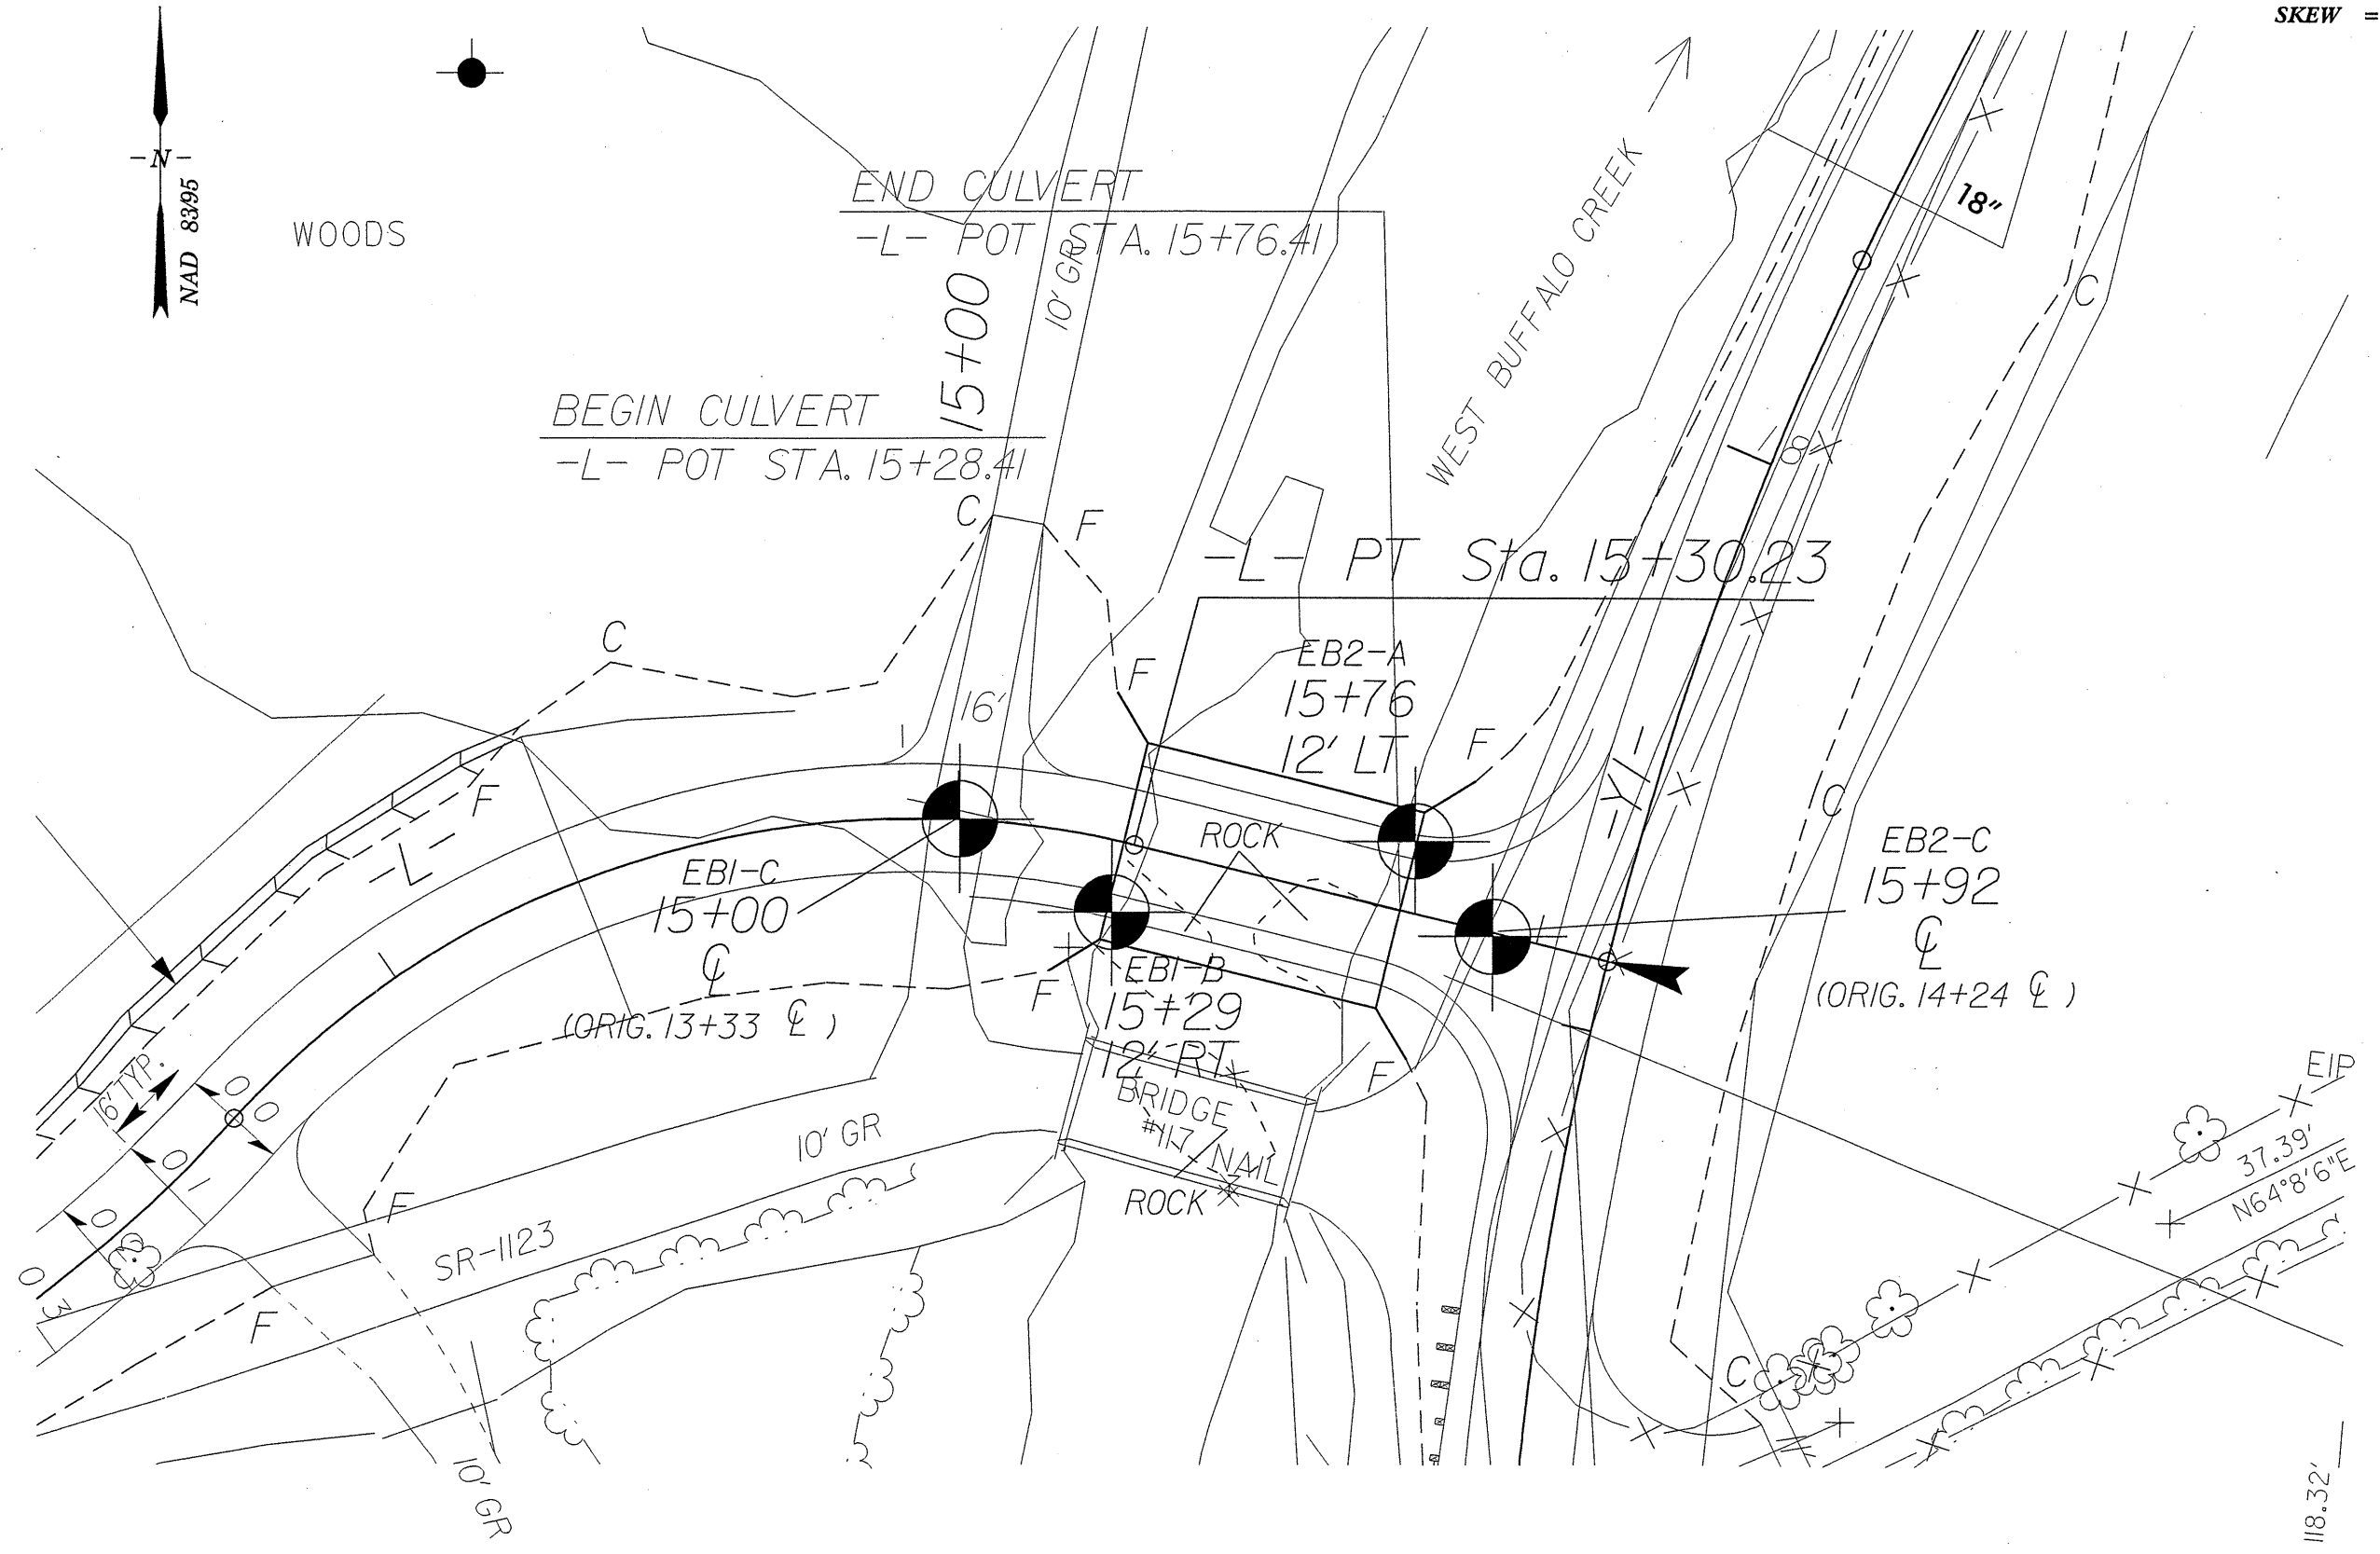 SKEW =
-N-
NAD 83/95
WOODS
END CULVERT
-L- POT STA. 15+76.41
15+00
10' GR
BEGIN CULVERT
-L- POT STA. 15+28.41
WEST BUFFALO CREEK
18"
C
C
F
-L- PT Sta. 15+30.23
C
F
EB2-A
15+76
12' LT
16'
F
F
-L-
-Y-
C
ROCK
EB1-C
15+00
℄
(ORIG. 13+33 ℄ )
EB2-C
15+92
℄
(ORIG. 14+24 ℄ )
F
EB1-B
15+29
12' RT
F
16' TYP.
BRIDGE
#117
NAIL
ROCK
10' GR
SR-1123
F
F
EIP
37.39'
N64°8'6"E
C
10' GR
118.32'